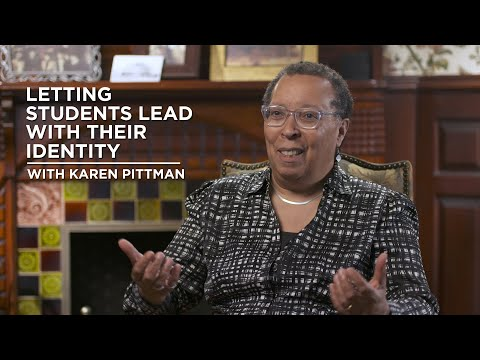 LETTING
STUDENTS LEAD
WITH THEIR
IDENTITY
WITH KAREN PITTMAN